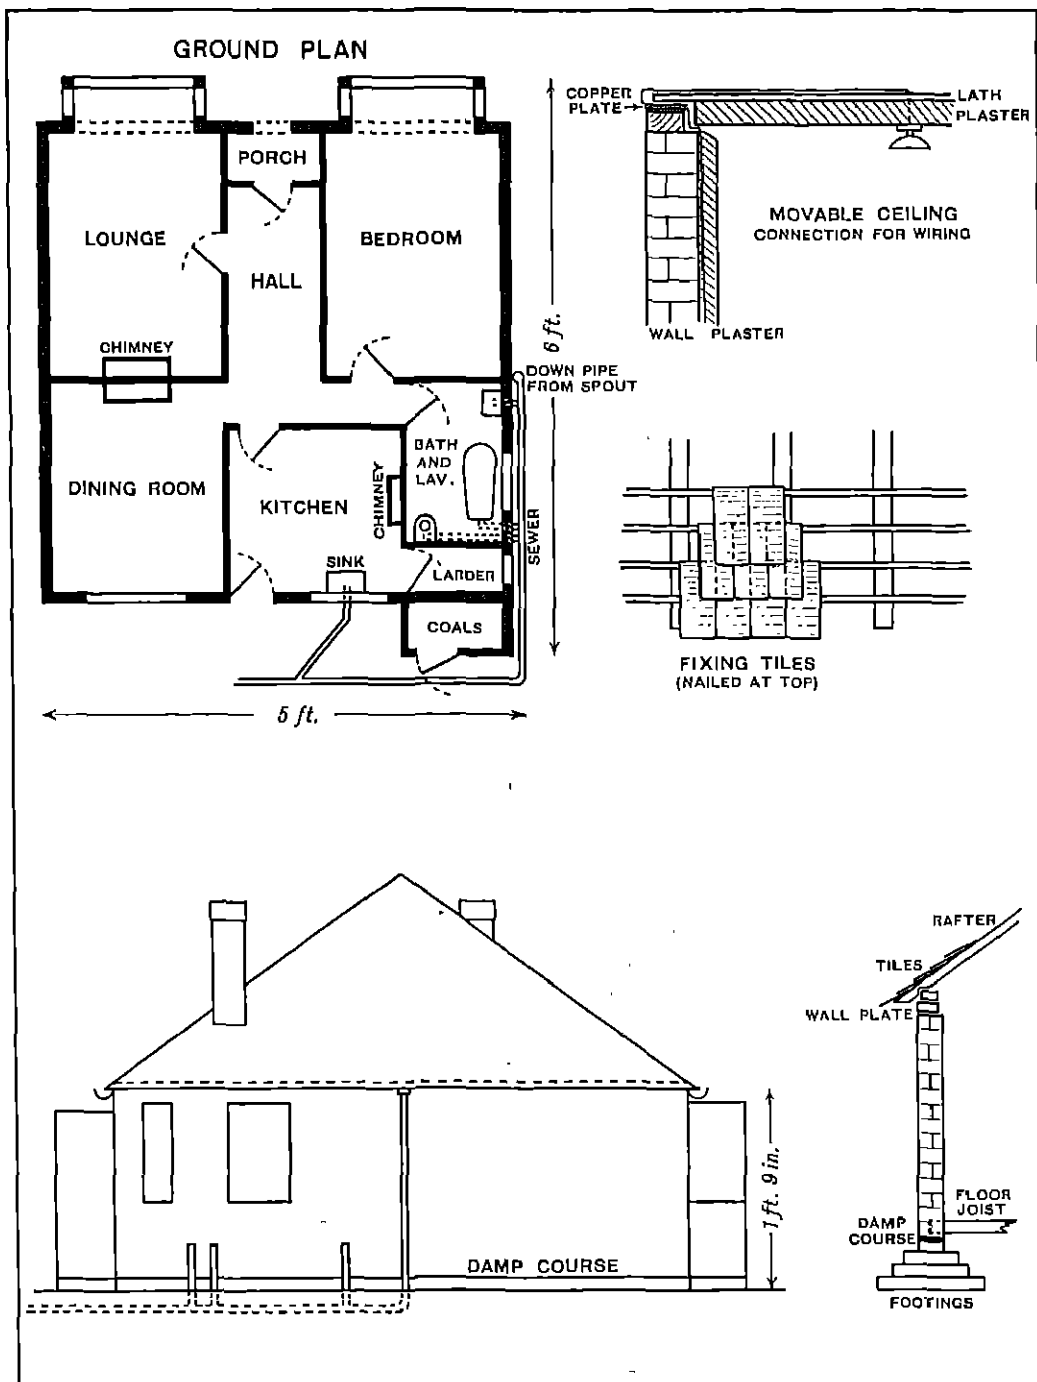 GROUND PLAN
PORCH
LOUNGE
BEDROOM
HALL
CHIMNEY
DINING ROOM
KITCHEN
CHIMNEY
BATH
AND
LAV.
SINK
LARDER
COALS
SEWER
DOWN PIPE
FROM SPOUT
6 ft.
5 ft.
COPPER
PLATE
LATH
PLASTER
MOVABLE CEILING
CONNECTION FOR WIRING
WALL PLASTER
FIXING TILES
(NAILED AT TOP)
DAMP COURSE
1 ft. 9 in.
RAFTER
TILES
WALL PLATE
FLOOR
JOIST
DAMP
COURSE
FOOTINGS